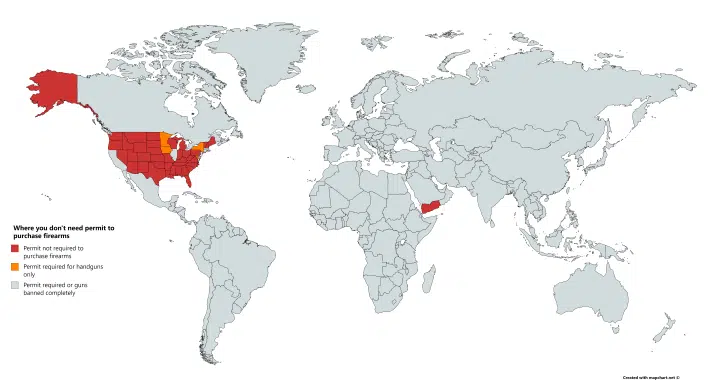 Where you don't need permit to
purchase firearms
Permit not required to
purchase firearms
Permit required for handguns
only
Permit required or guns
banned completely
Created with mapchart.net ©